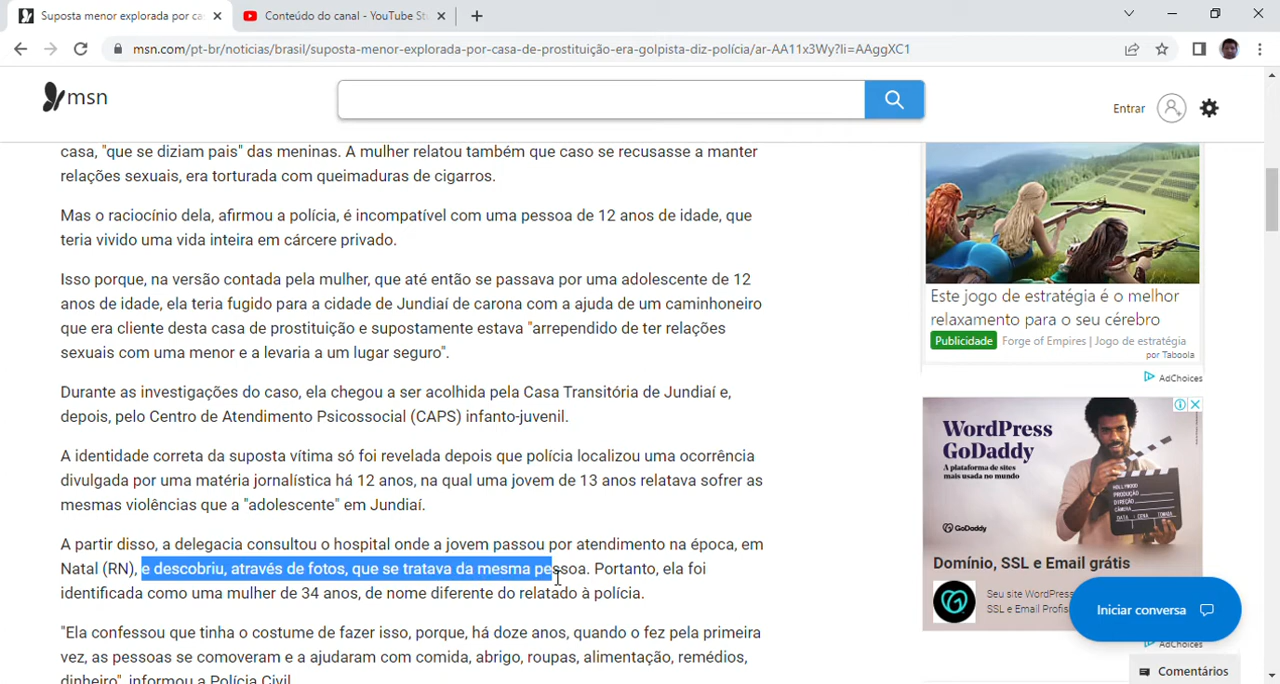 Suposta menor explorada por cas
Conteúdo do canal - YouTube St
msn.com/pt-br/noticias/brasil/suposta-menor-explorada-por-casa-de-prostituição-era-golpista-diz-polícia/ar-AA11x3Wy?li=AAggXC1
msn
Entrar
casa, "que se diziam pais" das meninas. A mulher relatou também que caso se recusasse a manter
relações sexuais, era torturada com queimaduras de cigarros.
Mas o raciocínio dela, afirmou a polícia, é incompatível com uma pessoa de 12 anos de idade, que
teria vivido uma vida inteira em cárcere privado.
Isso porque, na versão contada pela mulher, que até então se passava por uma adolescente de 12
anos de idade, ela teria fugido para a cidade de Jundiaí de carona com a ajuda de um caminhoneiro
que era cliente desta casa de prostituição e supostamente estava "arrependido de ter relações
sexuais com uma menor e a levaria a um lugar seguro".
Durante as investigações do caso, ela chegou a ser acolhida pela Casa Transitória de Jundiaí e,
depois, pelo Centro de Atendimento Psicossocial (CAPS) infanto-juvenil.
A identidade correta da suposta vítima só foi revelada depois que polícia localizou uma ocorrência
divulgada por uma matéria jornalística há 12 anos, na qual uma jovem de 13 anos relatava sofrer as
mesmas violências que a "adolescente" em Jundiaí.
A partir disso, a delegacia consultou o hospital onde a jovem passou por atendimento na época, em
Natal (RN), e descobriu, através de fotos, que se tratava da mesma pessoa. Portanto, ela foi
identificada como uma mulher de 34 anos, de nome diferente do relatado à polícia.
"Ela confessou que tinha o costume de fazer isso, porque, há doze anos, quando o fez pela primeira
vez, as pessoas se comoveram e a ajudaram com comida, abrigo, roupas, alimentação, remédios,
dinheiro", informou a Polícia Civil.
Este jogo de estratégia é o melhor
relaxamento para o seu cérebro
Publicidade Forge of Empires | Jogo de estratégia
por Taboola
AdChoices
WordPress
GoDaddy
A plataforma de sites
mais usada no mundo
HOLLYWOOD
GoDaddy
Domínio, SSL e Email grátis
Seu site WordPres
SSL e Email Profis
Iniciar conversa
AdChoices
Comentários